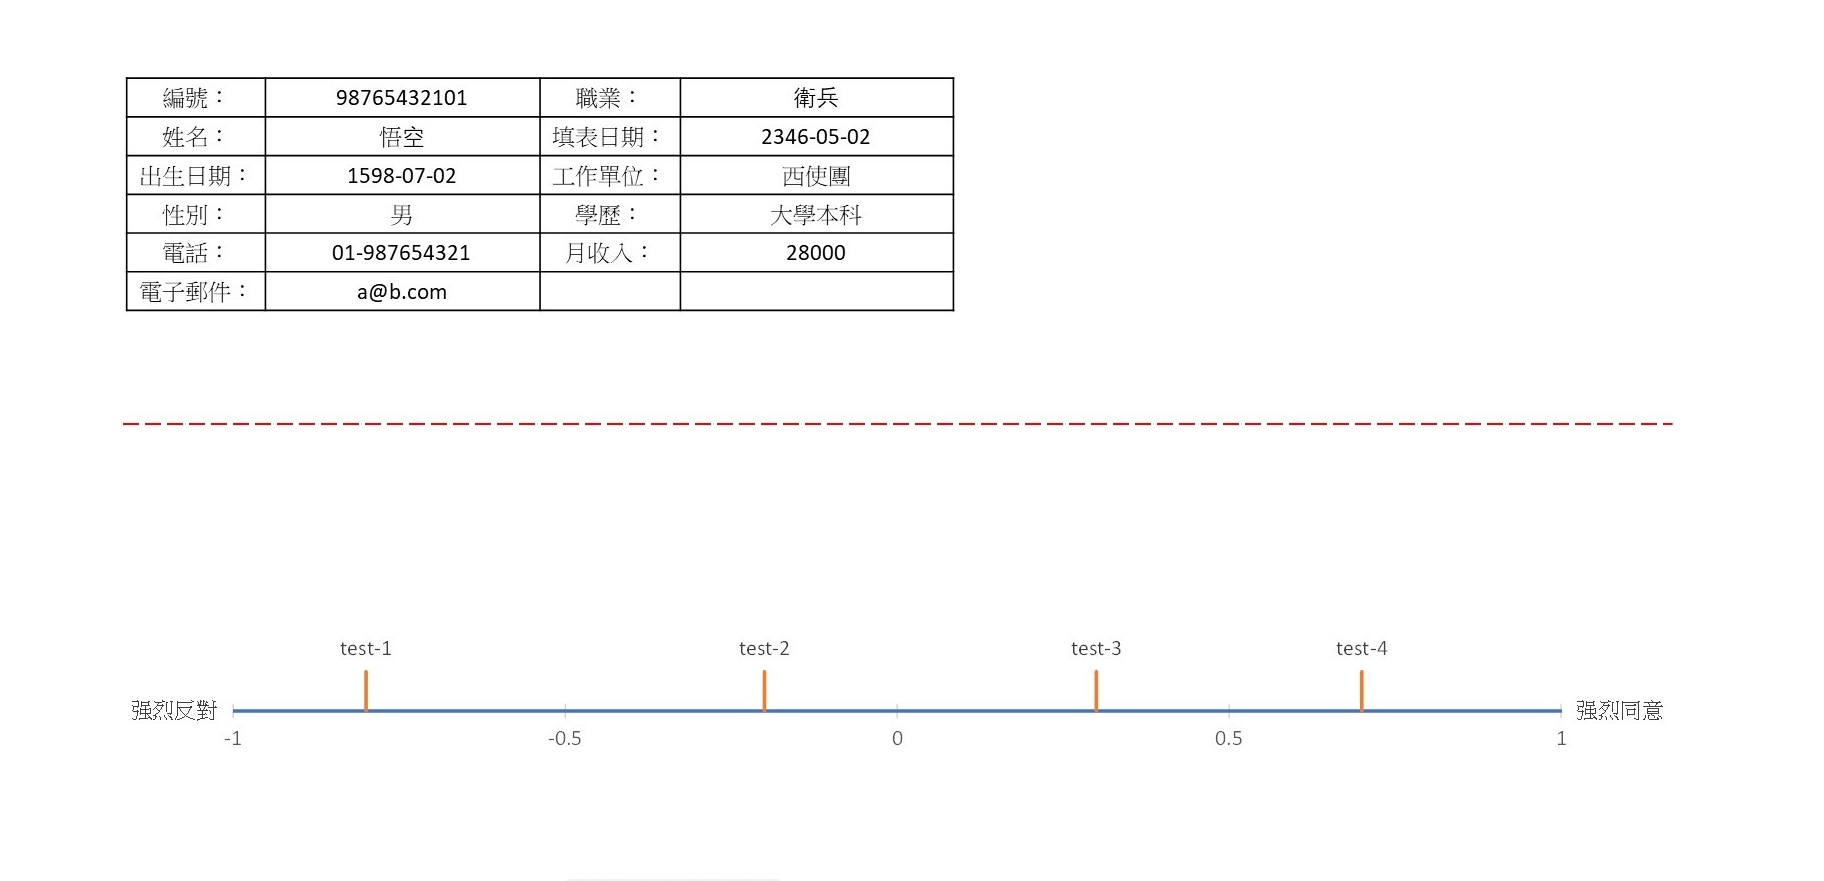 編號： 98765432101 職業： 衛兵
姓名： 悟空 填表日期： 2346-05-02
出生日期： 1598-07-02 工作單位： 西使團
性別： 男 學歷： 大學本科
電話： 01-987654321 月收入： 28000
電子郵件： a@b.com
test-1 test-2 test-3 test-4
强烈反對 强烈同意
-1 -0.5 0 0.5 1